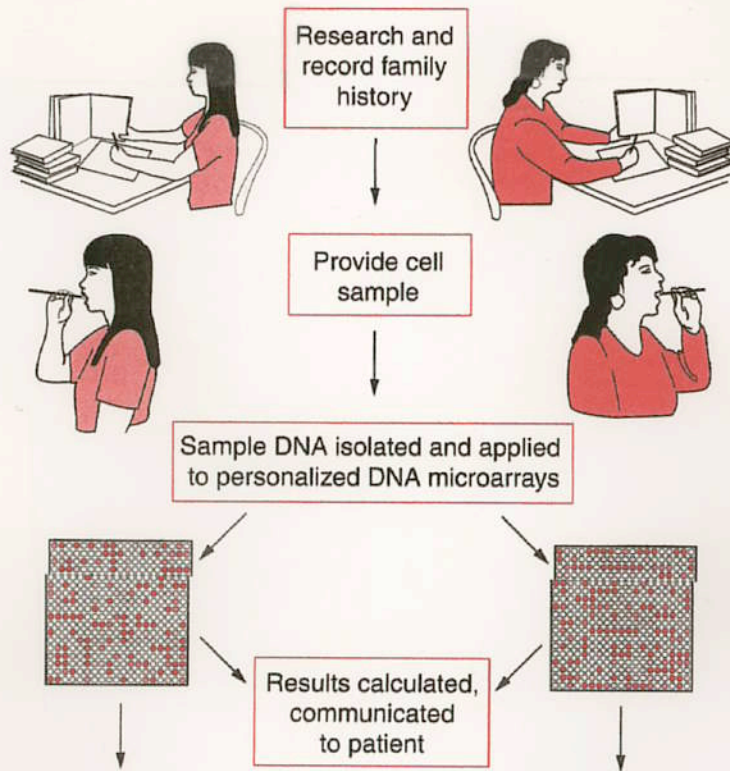 Research and
record family
history
Provide cell
sample
Sample DNA isolated and applied
to personalized DNA microarrays
Results calculated,
communicated
to patient